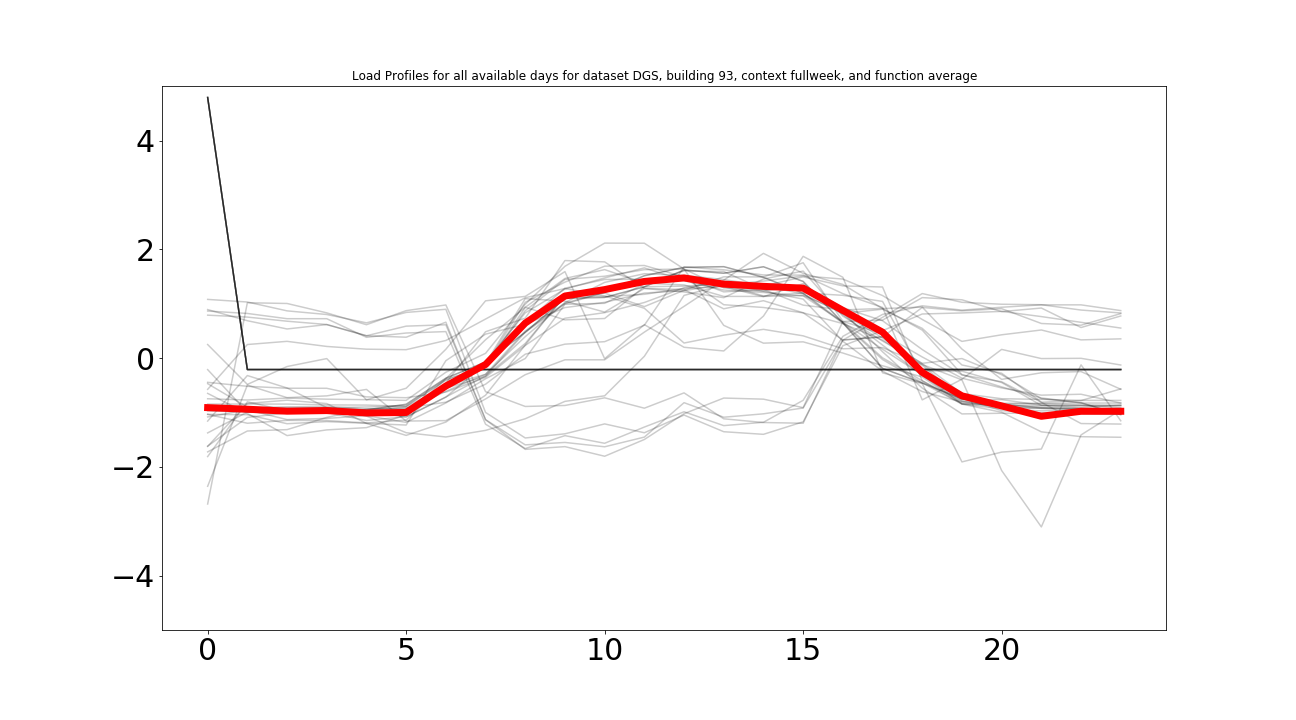 Load Profiles for all available days for dataset DGS, building 93, context fullweek, and function average
4
2
0
−2
−4
0 5 10 15 20